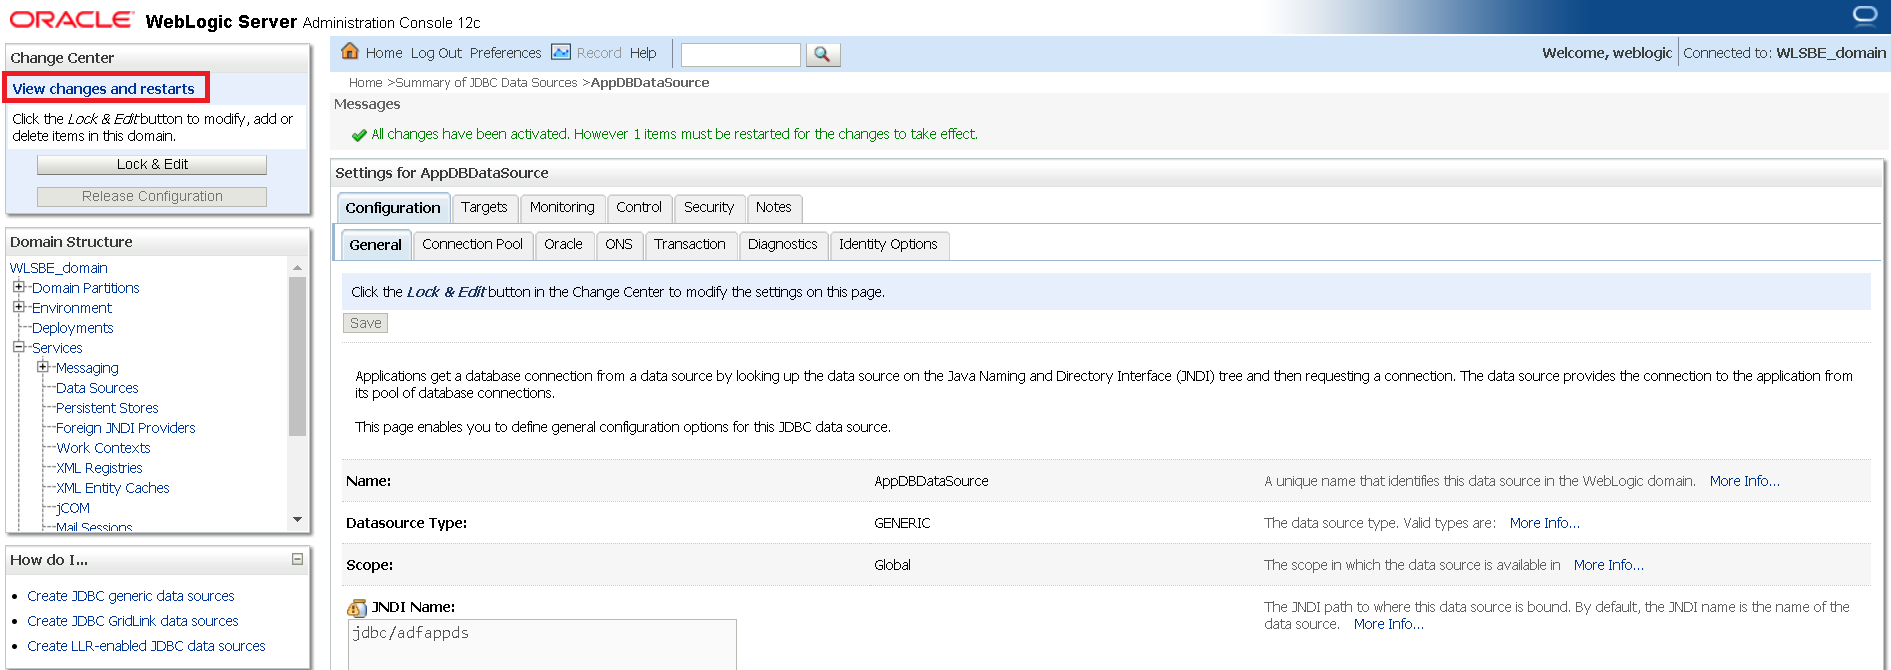 ORACLE WebLogic Server Administration Console 12c
Change Center
View changes and restarts
Click the Lock & Edit button to modify, add or
delete items in this domain.
Lock & Edit
Release Configuration
Domain Structure
WLSBE_domain
Domain Partitions
Environment
Deployments
Services
Messaging
Data Sources
Persistent Stores
Foreign JNDI Providers
Work Contexts
XML Registries
XML Entity Caches
jCOM
Mail Sessions
How do I...
Create JDBC generic data sources
Create JDBC GridLink data sources
Create LLR-enabled JDBC data sources
Home Log Out Preferences Record Help
Welcome, weblogic Connected to: WLSBE_domain
Home >Summary of JDBC Data Sources >AppDBDataSource
Messages
All changes have been activated. However 1 items must be restarted for the changes to take effect.
Settings for AppDBDataSource
Configuration Targets Monitoring Control Security Notes
General Connection Pool Oracle ONS Transaction Diagnostics Identity Options
Click the Lock & Edit button in the Change Center to modify the settings on this page.
Save
Applications get a database connection from a data source by looking up the data source on the Java Naming and Directory Interface (JNDI) tree and then requesting a connection. The data source provides the connection to the application from
its pool of database connections.
This page enables you to define general configuration options for this JDBC data source.
Name: AppDBDataSource A unique name that identifies this data source in the WebLogic domain. More Info...
Datasource Type: GENERIC The data source type. Valid types are: More Info...
Scope: Global The scope in which the data source is available in More Info...
JNDI Name: The JNDI path to where this data source is bound. By default, the JNDI name is the name of the
jdbc/adfappds data source. More Info...